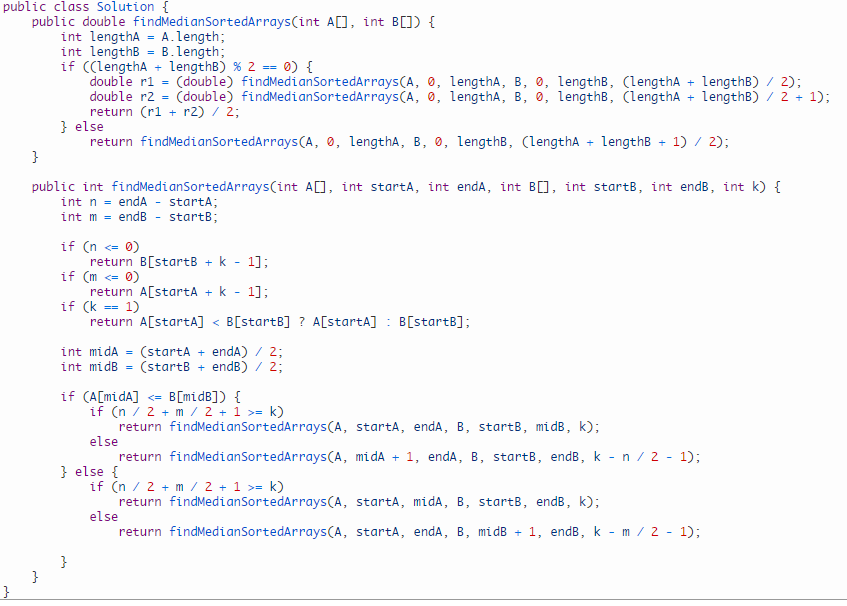 public class Solution {
    public double findMedianSortedArrays(int A[], int B[]) {
        int lengthA = A.length;
        int lengthB = B.length;
        if ((lengthA + lengthB) % 2 == 0) {
            double r1 = (double) findMedianSortedArrays(A, 0, lengthA, B, 0, lengthB, (lengthA + lengthB) / 2);
            double r2 = (double) findMedianSortedArrays(A, 0, lengthA, B, 0, lengthB, (lengthA + lengthB) / 2 + 1);
            return (r1 + r2) / 2;
        } else
            return findMedianSortedArrays(A, 0, lengthA, B, 0, lengthB, (lengthA + lengthB + 1) / 2);
    }

    public int findMedianSortedArrays(int A[], int startA, int endA, int B[], int startB, int endB, int k) {
        int n = endA - startA;
        int m = endB - startB;

        if (n <= 0)
            return B[startB + k - 1];
        if (m <= 0)
            return A[startA + k - 1];
        if (k == 1)
            return A[startA] < B[startB] ? A[startA] : B[startB];

        int midA = (startA + endA) / 2;
        int midB = (startB + endB) / 2;

        if (A[midA] <= B[midB]) {
            if (n / 2 + m / 2 + 1 >= k)
                return findMedianSortedArrays(A, startA, endA, B, startB, midB, k);
            else
                return findMedianSortedArrays(A, midA + 1, endA, B, startB, endB, k - n / 2 - 1);
        } else {
            if (n / 2 + m / 2 + 1 >= k)
                return findMedianSortedArrays(A, startA, midA, B, startB, endB, k);
            else
                return findMedianSortedArrays(A, startA, endA, B, midB + 1, endB, k - m / 2 - 1);

        }
    }
}